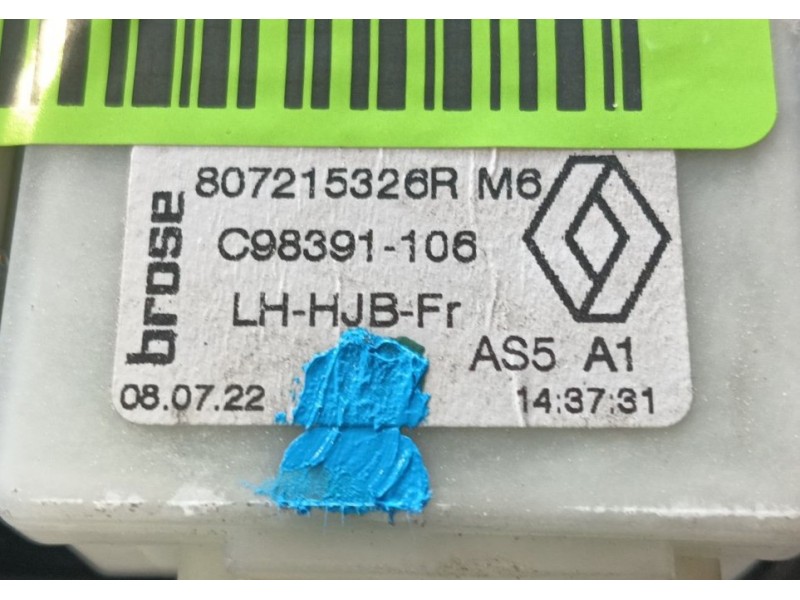 brose
807215326R M6
C98391-106
LH-HJB-Fr
AS5 A1
08.07.22 14:37:31